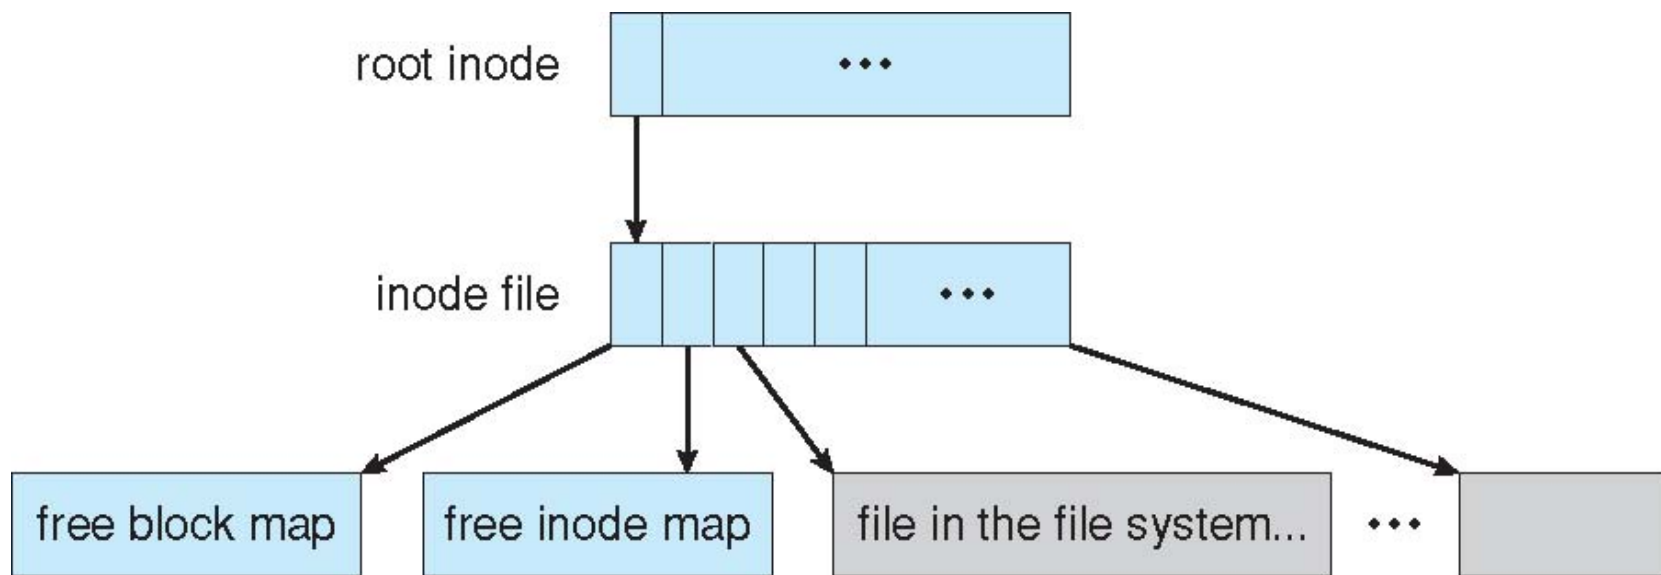 root inode
...
inode file
...
free block map
free inode map
file in the file system...
...